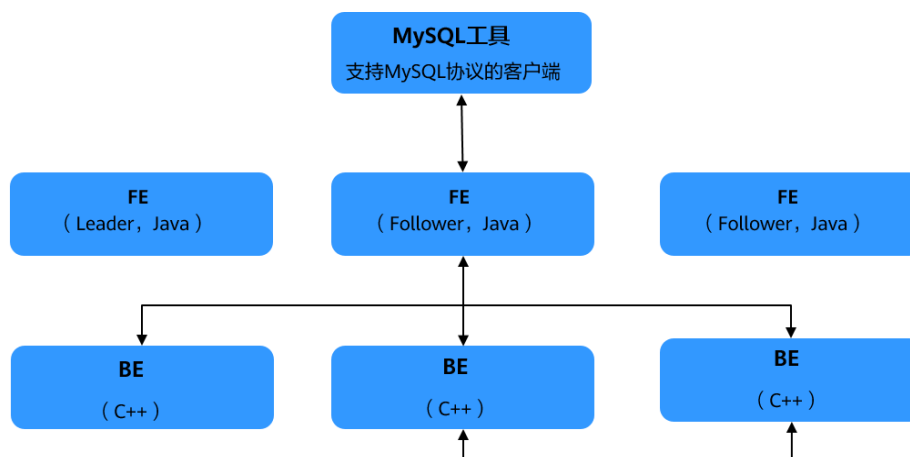 MySQL工具
支持MySQL协议的客户端
FE
（Leader，Java）
FE
（Follower，Java）
FE
（Follower，Java）
BE
（C++）
BE
（C++）
BE
（C++）